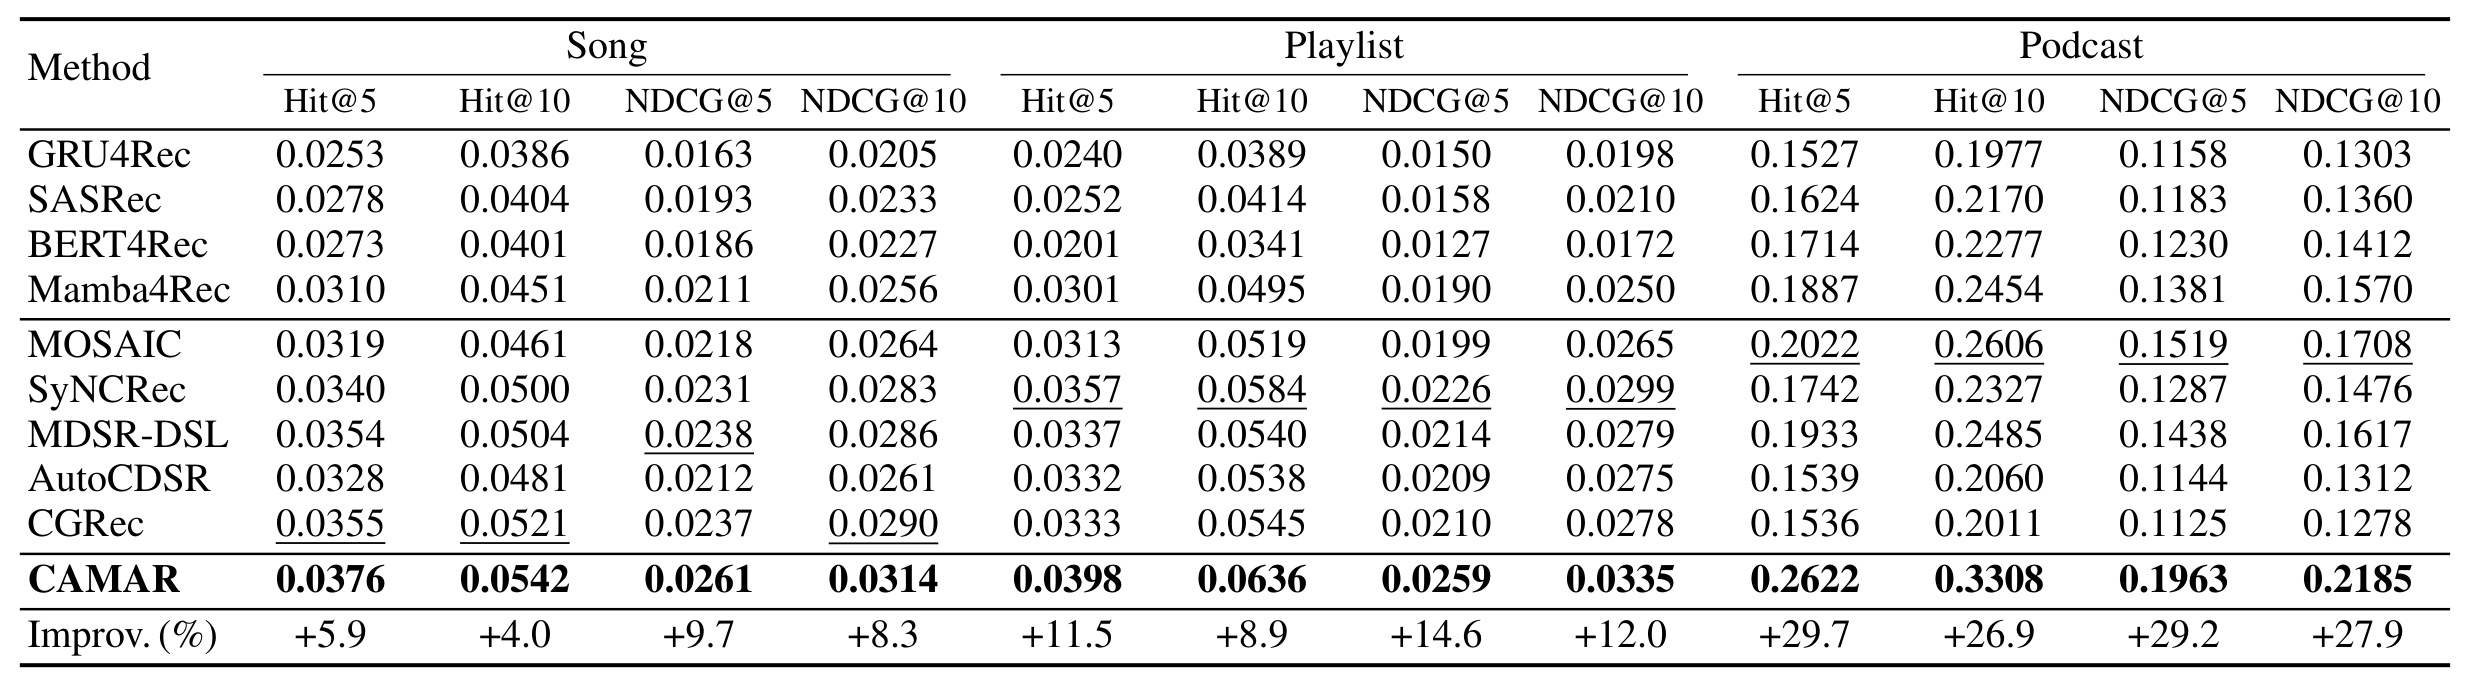 Method Song Playlist Podcast
Hit@5 Hit@10 NDCG@5 NDCG@10 Hit@5 Hit@10 NDCG@5 NDCG@10 Hit@5 Hit@10 NDCG@5 NDCG@10
GRU4Rec 0.0253 0.0386 0.0163 0.0205 0.0240 0.0389 0.0150 0.0198 0.1527 0.1977 0.1158 0.1303
SASRec 0.0278 0.0404 0.0193 0.0233 0.0252 0.0414 0.0158 0.0210 0.1624 0.2170 0.1183 0.1360
BERT4Rec 0.0273 0.0401 0.0186 0.0227 0.0201 0.0341 0.0127 0.0172 0.1714 0.2277 0.1230 0.1412
Mamba4Rec 0.0310 0.0451 0.0211 0.0256 0.0301 0.0495 0.0190 0.0250 0.1887 0.2454 0.1381 0.1570
MOSAIC 0.0319 0.0461 0.0218 0.0264 0.0313 0.0519 0.0199 0.0265 0.2022 0.2606 0.1519 0.1708
SyNCRec 0.0340 0.0500 0.0231 0.0283 0.0357 0.0584 0.0226 0.0299 0.1742 0.2327 0.1287 0.1476
MDSR-DSL 0.0354 0.0504 0.0238 0.0286 0.0337 0.0540 0.0214 0.0279 0.1933 0.2485 0.1438 0.1617
AutoCDSR 0.0328 0.0481 0.0212 0.0261 0.0332 0.0538 0.0209 0.0275 0.1539 0.2060 0.1144 0.1312
CGRec 0.0355 0.0521 0.0237 0.0290 0.0333 0.0545 0.0210 0.0278 0.1536 0.2011 0.1125 0.1278
CAMAR 0.0376 0.0542 0.0261 0.0314 0.0398 0.0636 0.0259 0.0335 0.2622 0.3308 0.1963 0.2185
Improv. (%) +5.9 +4.0 +9.7 +8.3 +11.5 +8.9 +14.6 +12.0 +29.7 +26.9 +29.2 +27.9